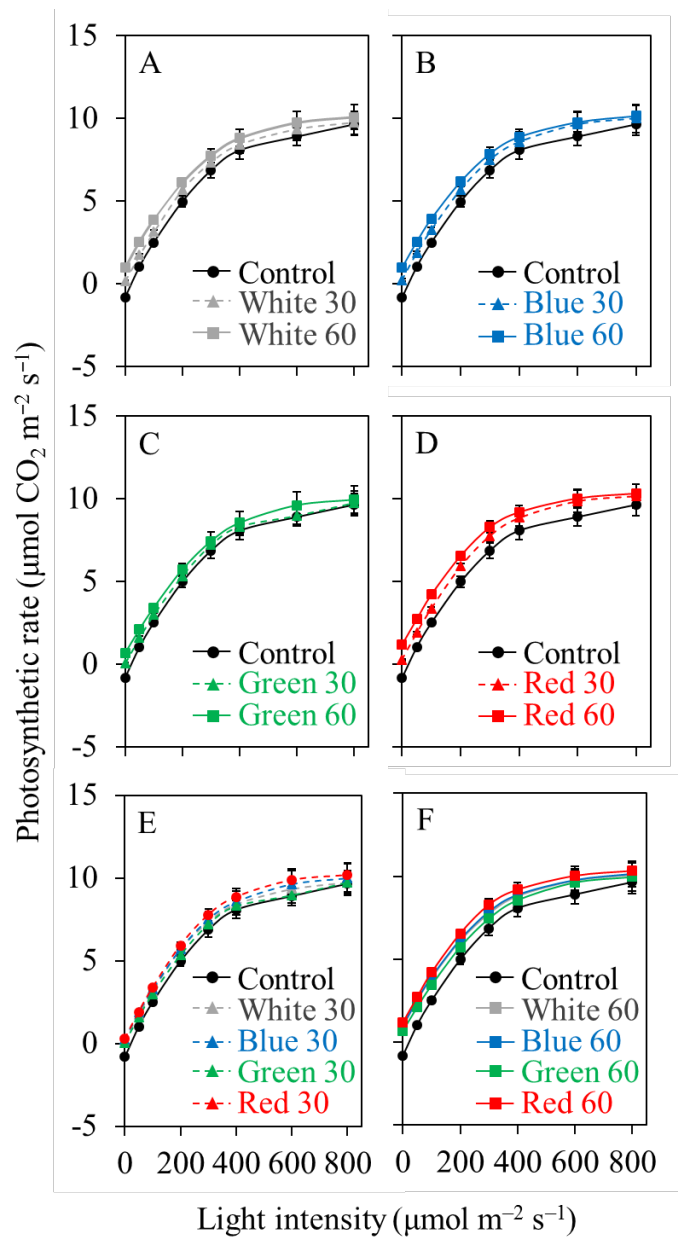 Photosynthetic rate (μmol CO₂ m⁻² s⁻¹)
15
10
5
0
-5
A
Control
White 30
White 60
B
Control
Blue 30
Blue 60
15
10
5
0
-5
C
Control
Green 30
Green 60
D
Control
Red 30
Red 60
15
10
5
0
-5
E
Control
White 30
Blue 30
Green 30
Red 30
F
Control
White 60
Blue 60
Green 60
Red 60
0 200 400 600 800
0 200 400 600 800
Light intensity (μmol m⁻² s⁻¹)